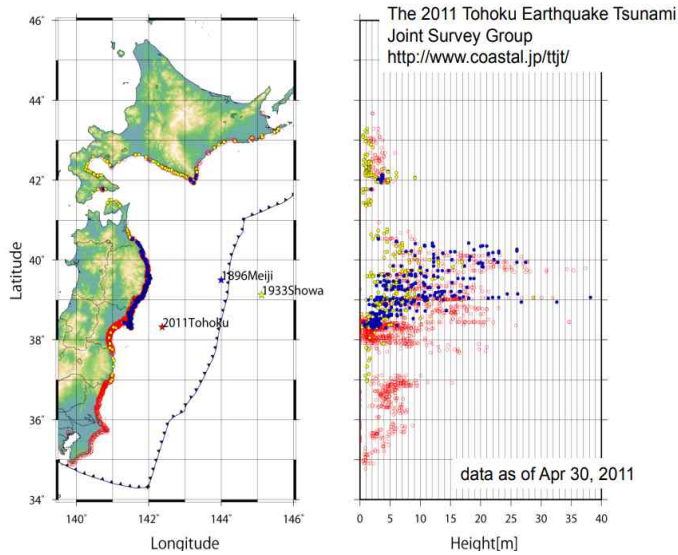 The 2011 Tohoku Earthquake Tsunami
Joint Survey Group
http://www.coastal.jp/ttjt/
46˚
44˚
42˚
40˚
38˚
36˚
34˚
Latitude
1896Meiji
1933Showa
2011Tohoku
140˚ 142˚ 144˚ 146˚
Longitude
data as of Apr 30, 2011
0 5 10 15 20 25 30 35 40
Height[m]